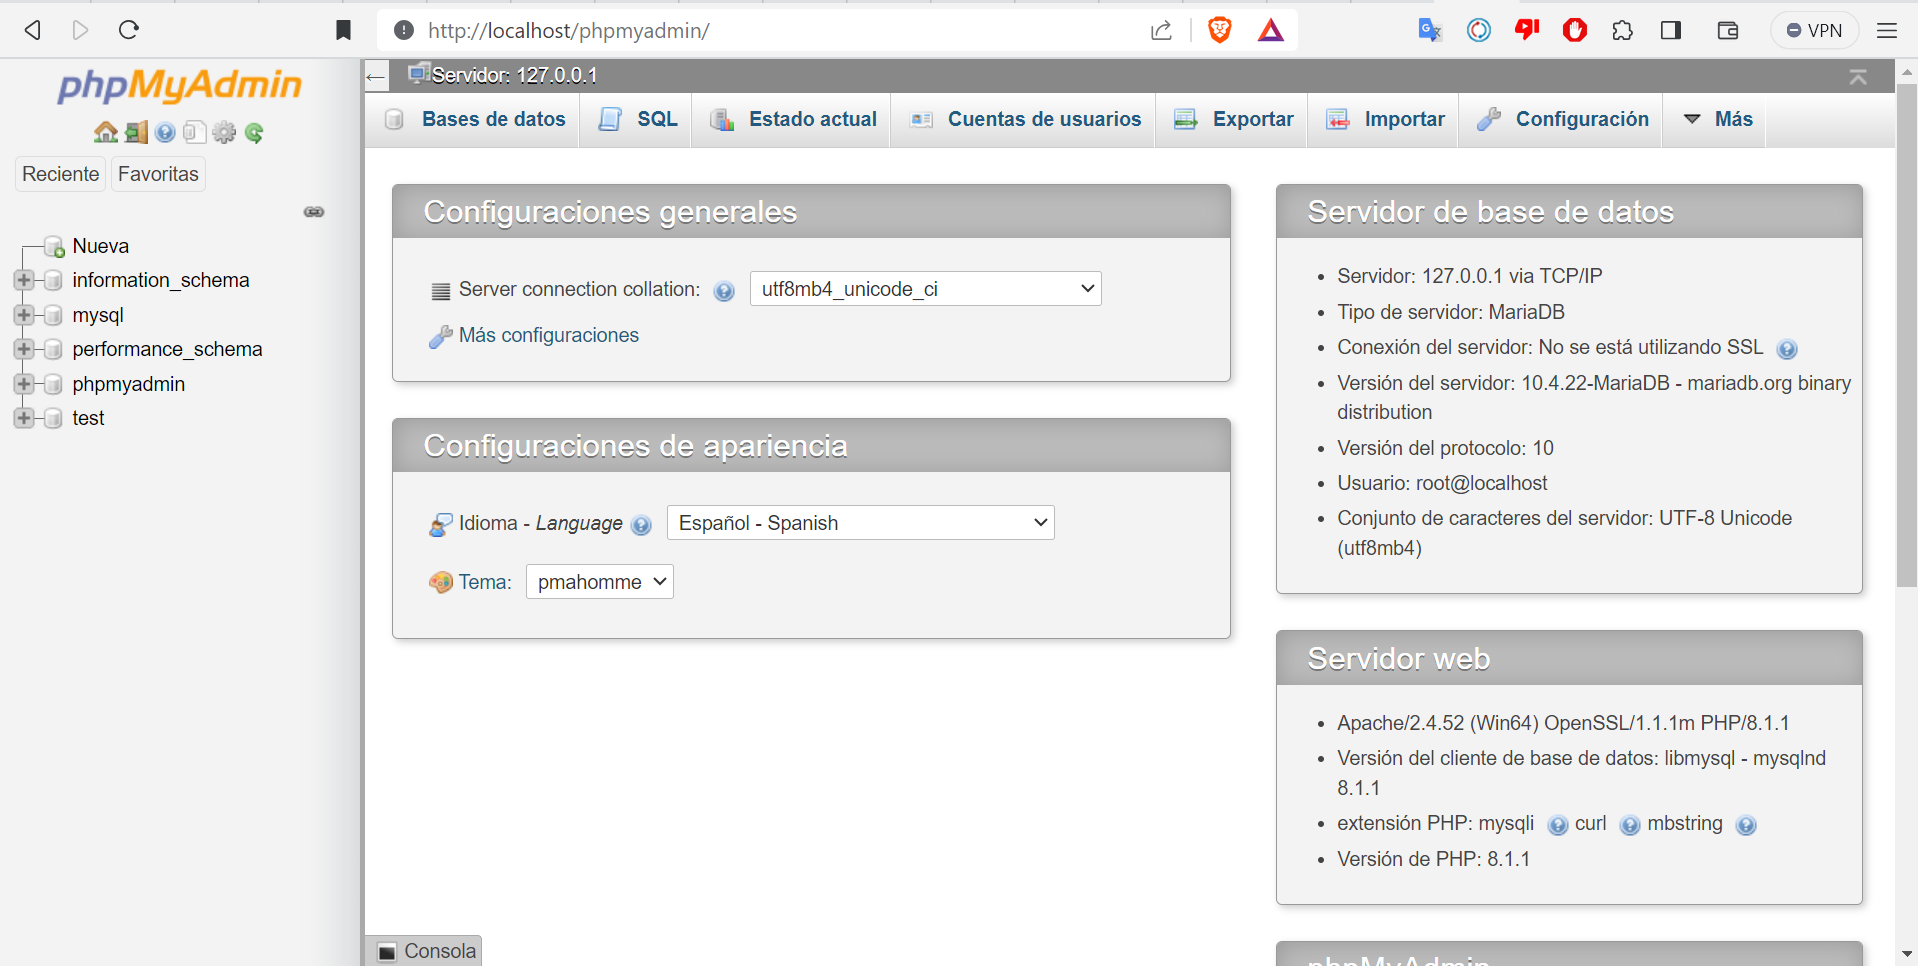 http://localhost/phpmyadmin/
VPN
phpMyAdmin
Reciente
Favoritas
Nueva
information_schema
mysql
performance_schema
phpmyadmin
test
Servidor: 127.0.0.1
Bases de datos
SQL
Estado actual
Cuentas de usuarios
Exportar
Importar
Configuración
Más
Configuraciones generales
Server connection collation:
utf8mb4_unicode_ci
Más configuraciones
Configuraciones de apariencia
Idioma - Language
Español - Spanish
Tema:
pmahomme
Servidor de base de datos
Servidor: 127.0.0.1 via TCP/IP
Tipo de servidor: MariaDB
Conexión del servidor: No se está utilizando SSL
Versión del servidor: 10.4.22-MariaDB - mariadb.org binary
distribution
Versión del protocolo: 10
Usuario: root@localhost
Conjunto de caracteres del servidor: UTF-8 Unicode
(utf8mb4)
Servidor web
Apache/2.4.52 (Win64) OpenSSL/1.1.1m PHP/8.1.1
Versión del cliente de base de datos: libmysql - mysqlnd
8.1.1
extensión PHP: mysqli curl mbstring
Versión de PHP: 8.1.1
phpMyAdmin
Consola